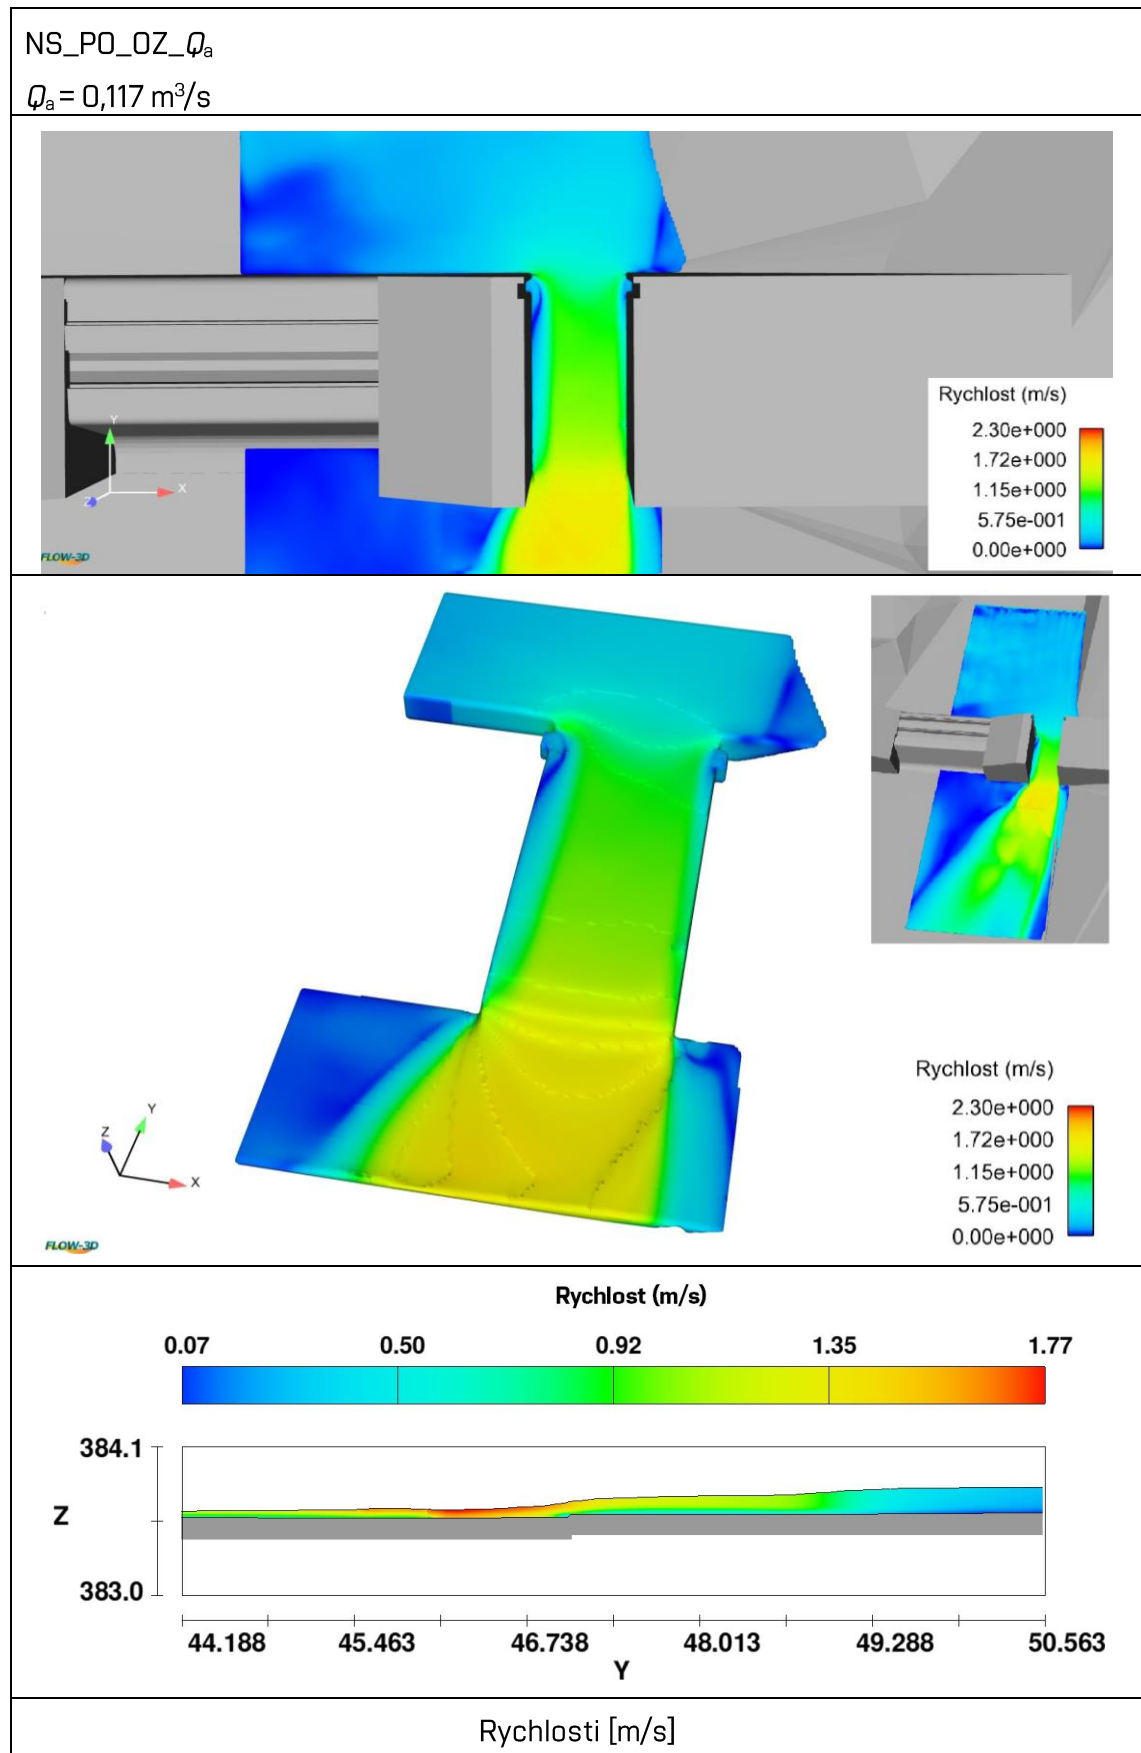 NS_PO_OZ_Qa
Qa = 0,117 m³/s
Rychlost (m/s)
2.30e+000
1.72e+000
1.15e+000
5.75e-001
0.00e+000
Y
X
Z
FLOW-3D
Rychlost (m/s)
2.30e+000
1.72e+000
1.15e+000
5.75e-001
0.00e+000
Z
Y
X
FLOW-3D
Rychlost (m/s)
0.07 0.50 0.92 1.35 1.77
384.1
Z
383.0
44.188 45.463 46.738 48.013 49.288 50.563
Y
Rychlosti [m/s]